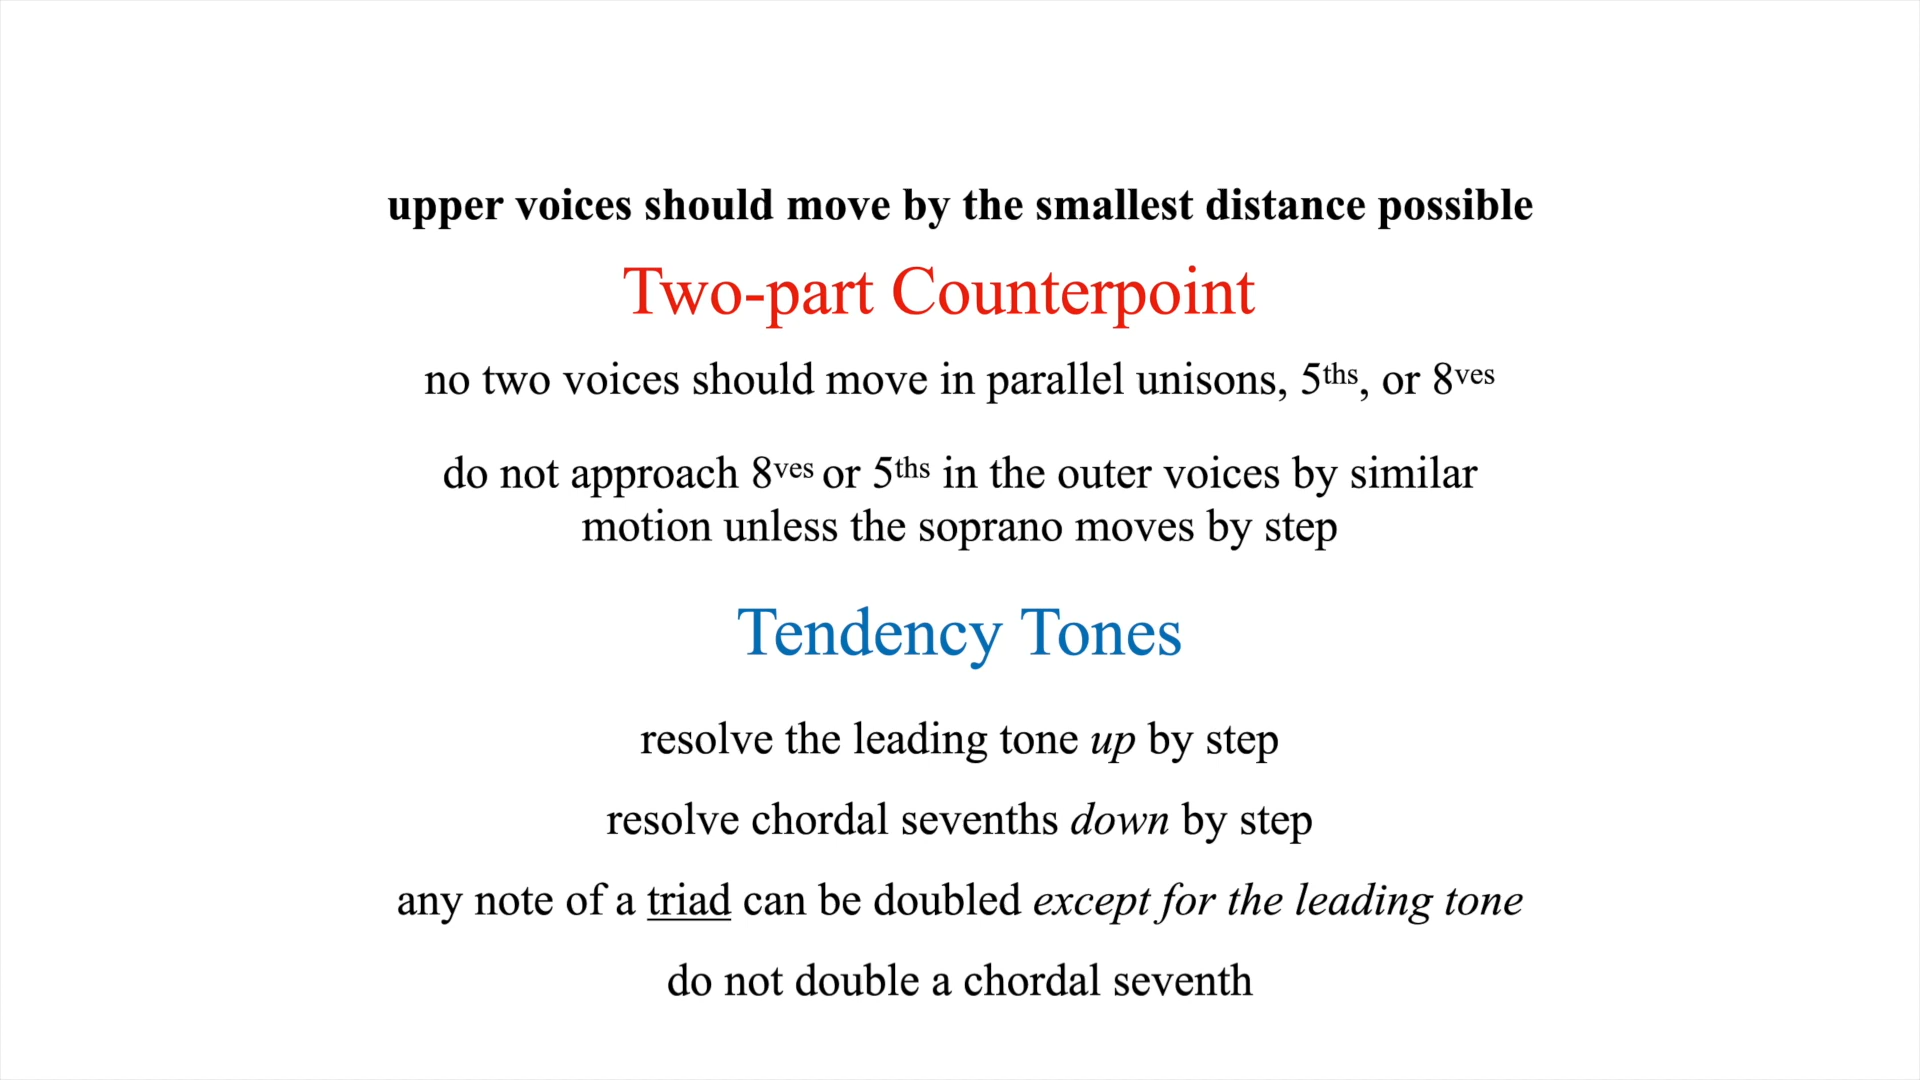 upper voices should move by the smallest distance possible
Two-part Counterpoint
no two voices should move in parallel unisons, 5ths, or 8ves
do not approach 8ves or 5ths in the outer voices by similar
motion unless the soprano moves by step
Tendency Tones
resolve the leading tone up by step
resolve chordal sevenths down by step
any note of a triad can be doubled except for the leading tone
do not double a chordal seventh